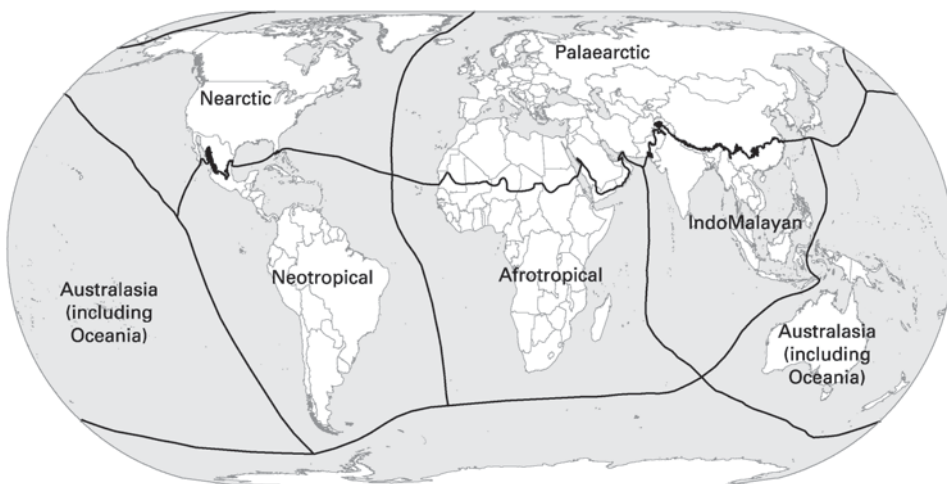 Palaearctic
Nearctic
IndoMalayan
Neotropical
Afrotropical
Australasia
(including
Oceania)
Australasia
(including
Oceania)